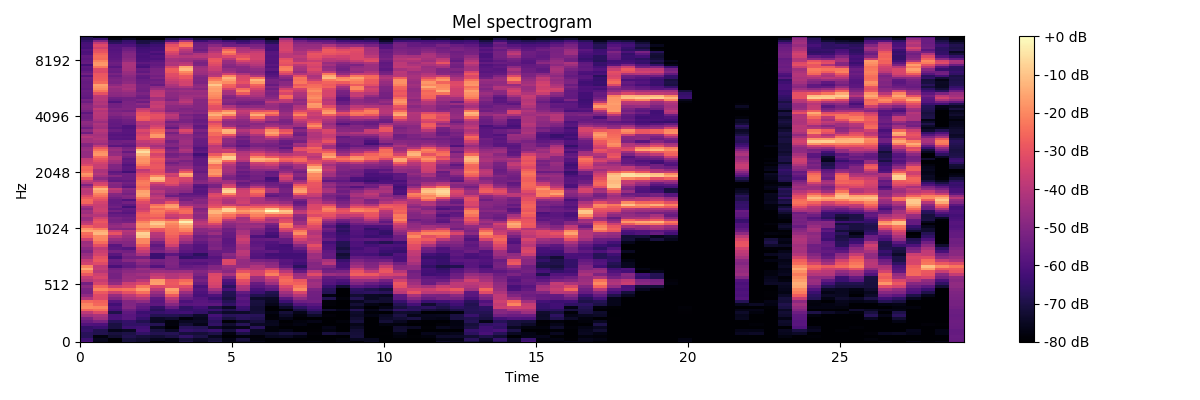 Mel spectrogram
Hz
8192
4096
2048
1024
512
0
0 5 10 15 20 25
Time
+0 dB
-10 dB
-20 dB
-30 dB
-40 dB
-50 dB
-60 dB
-70 dB
-80 dB